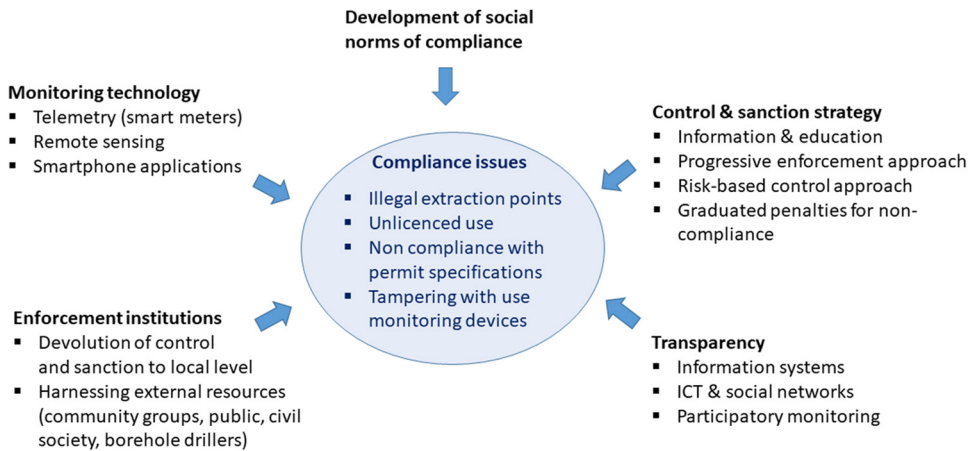 Development of social
norms of compliance
Monitoring technology
▪ Telemetry (smart meters)
▪ Remote sensing
▪ Smartphone applications
Control & sanction strategy
▪ Information & education
▪ Progressive enforcement approach
▪ Risk-based control approach
▪ Graduated penalties for non-
compliance
Compliance issues
▪ Illegal extraction points
▪ Unlicenced use
▪ Non compliance with
permit specifications
▪ Tampering with use
monitoring devices
Enforcement institutions
▪ Devolution of control
and sanction to local level
▪ Harnessing external resources
(community groups, public, civil
society, borehole drillers)
Transparency
▪ Information systems
▪ ICT & social networks
▪ Participatory monitoring